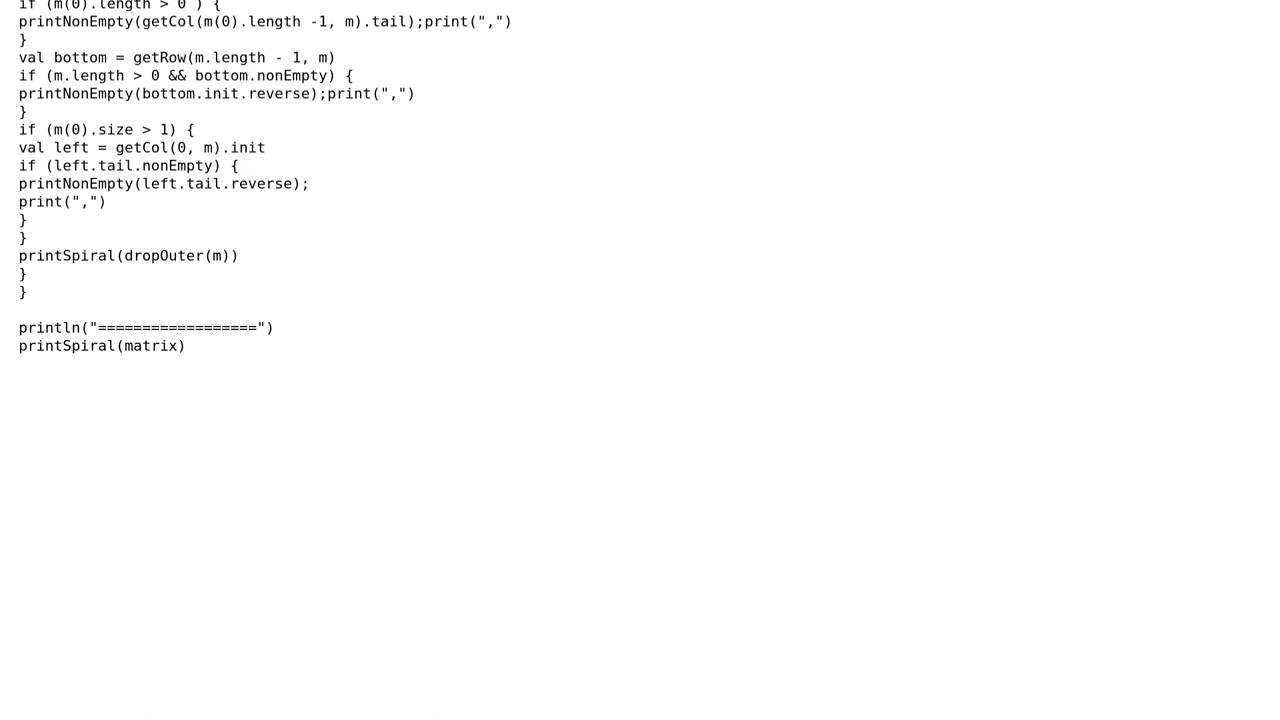 if (m(0).length > 0 ) {
printNonEmpty(getCol(m(0).length -1, m).tail);print(",")
}
val bottom = getRow(m.length - 1, m)
if (m.length > 0 && bottom.nonEmpty) {
printNonEmpty(bottom.init.reverse);print(",")
}
if (m(0).size > 1) {
val left = getCol(0, m).init
if (left.tail.nonEmpty) {
printNonEmpty(left.tail.reverse);
print(",")
}
}
printSpiral(dropOuter(m))
}
}
println("==================")
printSpiral(matrix)